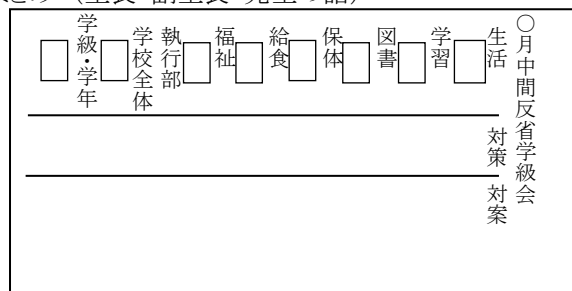 ○月中間反省学級会
生活
対策
対案
学習
図書
保体
給食
福祉
執行部
学校全体
学級・学年